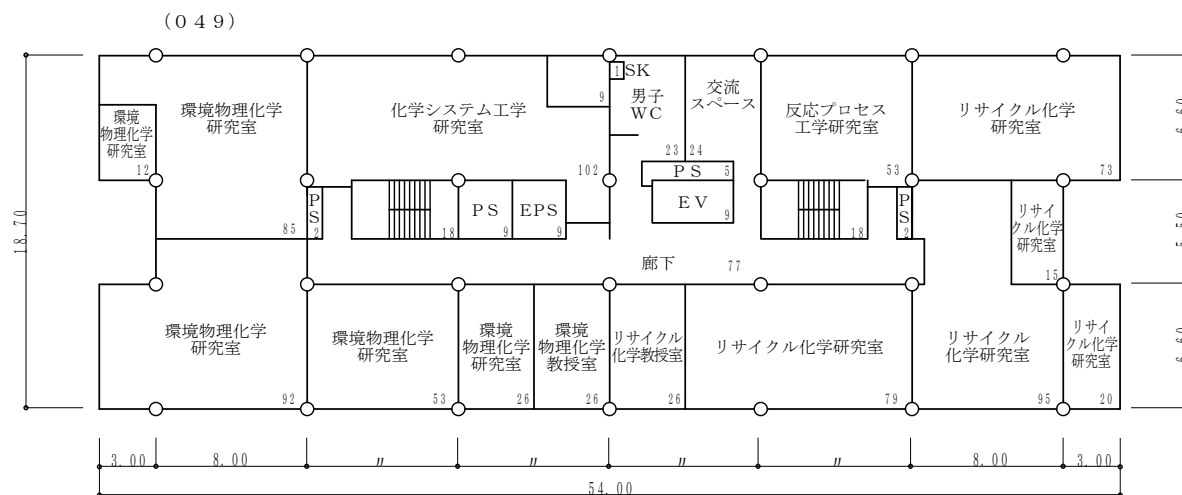 (049)
1
SK
男子
WC
9
交流
スペース
環境物理化学
研究室
化学システム工学
研究室
反応プロセス
工学研究室
リサイクル化学
研究室
環境
物理化学
研究室
12
23
24
102
53
73
PS
5
PS
2
85
18
PS
9
EPS
9
EV
9
18
PS
2
リサイ
クル化学
研究室
15
18.70
廊下
77
環境物理化学
研究室
92
環境物理化学
研究室
53
環境
物理化学
研究室
26
環境
物理化学
教授室
26
リサイクル
化学教授室
26
リサイクル化学研究室
79
リサイクル
化学研究室
95
リサイ
クル化学
研究室
20
3.00
8.00
〃
〃
〃
〃
8.00
3.00
54.00